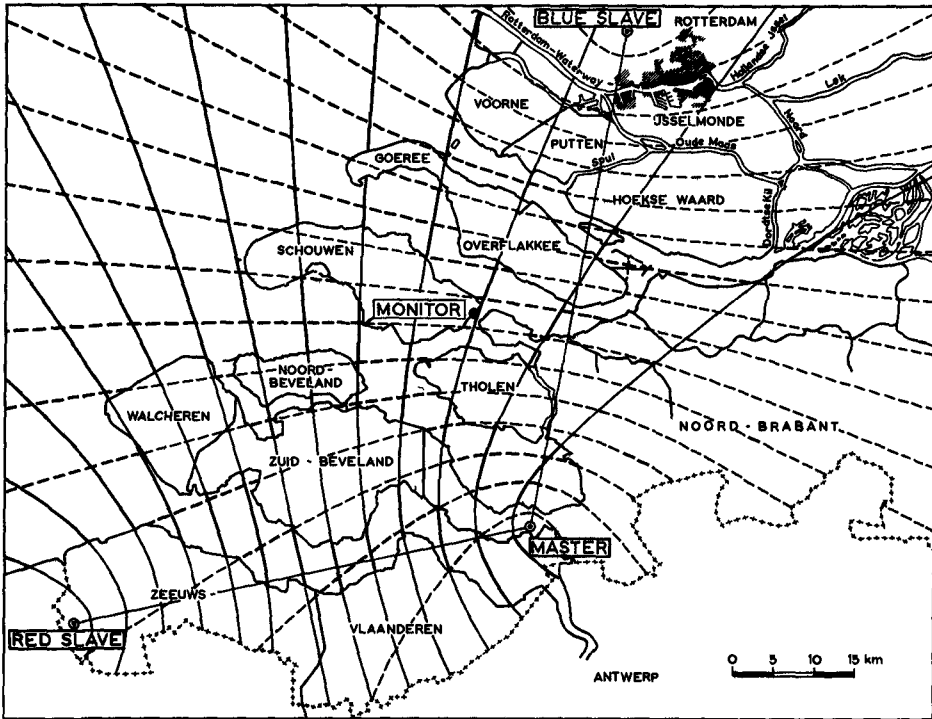 BLUE SLAVE
ROTTERDAM
Rotterdam-Waterway
Hollandse IJssel
Lek
VOORNE
IJSSELMONDE
Noord
PUTTEN
Oude Maas
Spui
GOEREE
HOEKSE WAARD
Dordtse Kil
SCHOUWEN
OVERFLAKKEE
MONITOR
NOORD-
BEVELAND
THOLEN
WALCHEREN
NOORD-BRABANT
ZUID-BEVELAND
MASTER
ZEEUWS
RED SLAVE
VLAANDEREN
ANTWERP
0 5 10 15 km